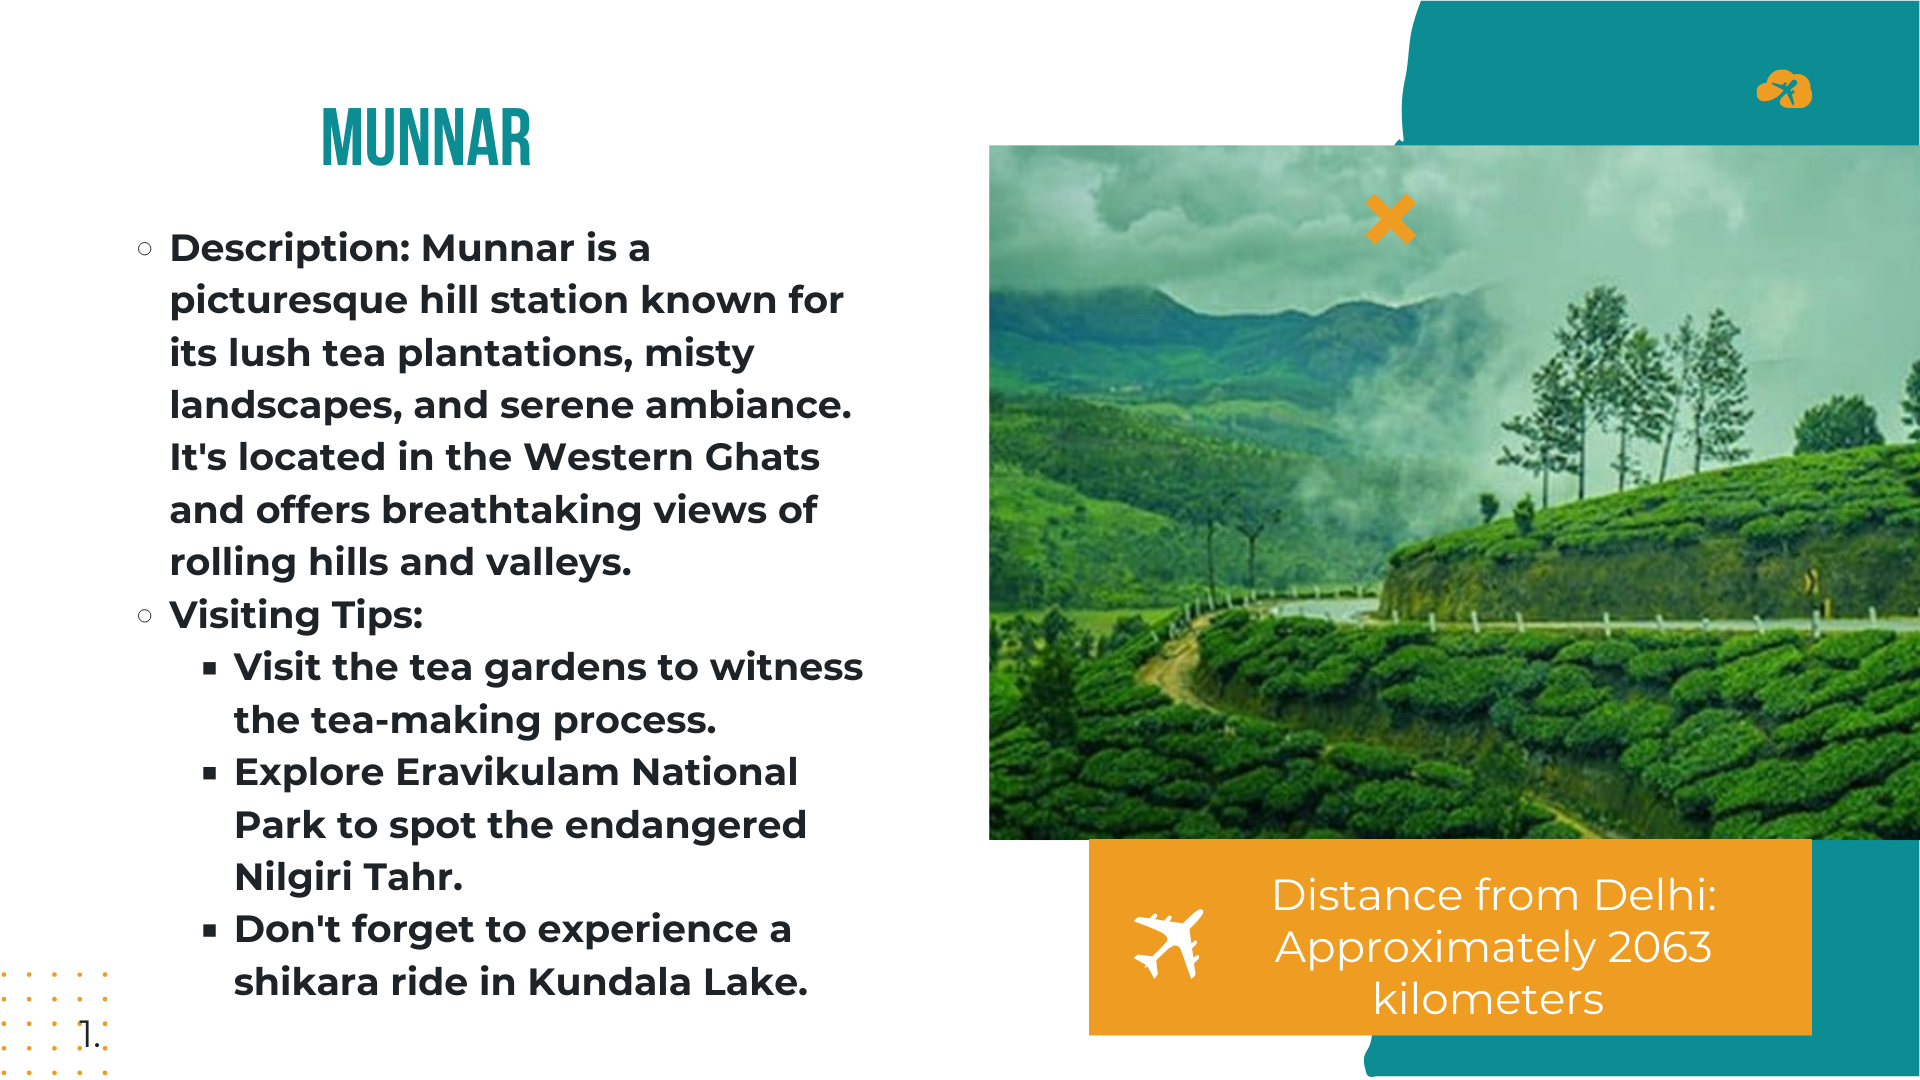 MUNNAR
Description: Munnar is a
picturesque hill station known for
its lush tea plantations, misty
landscapes, and serene ambiance.
It's located in the Western Ghats
and offers breathtaking views of
rolling hills and valleys.
Visiting Tips:
Visit the tea gardens to witness
the tea-making process.
Explore Eravikulam National
Park to spot the endangered
Nilgiri Tahr.
Don't forget to experience a
shikara ride in Kundala Lake.
1.
Distance from Delhi:
Approximately 2063
kilometers